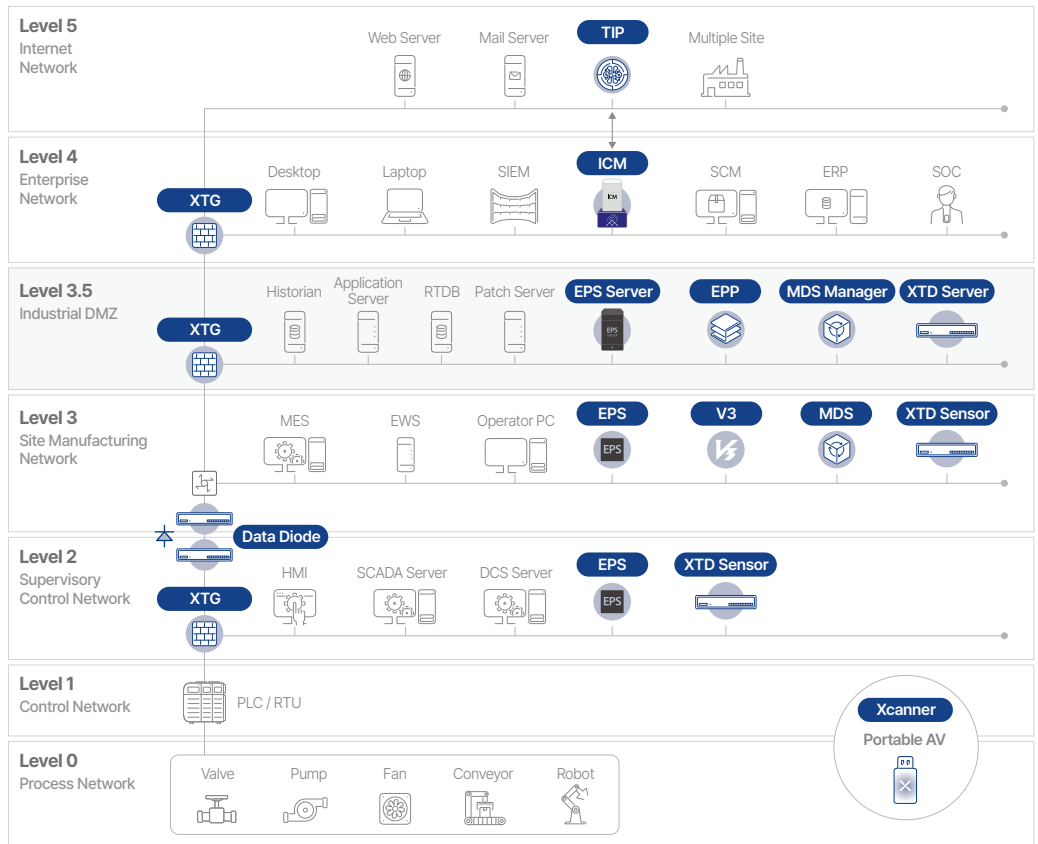 Level 5
Internet
Network
Web Server
Mail Server
TIP
Multiple Site
Level 4
Enterprise
Network
XTG
Desktop
Laptop
SIEM
ICM
ICM
SCM
ERP
SOC
Level 3.5
Industrial DMZ
XTG
Historian
Application
Server
RTDB
Patch Server
EPS Server
EPS
EPP
MDS Manager
XTD Server
Level 3
Site Manufacturing
Network
MES
EWS
Operator PC
EPS
EPS
V3
MDS
XTD Sensor
Data Diode
Level 2
Supervisory
Control Network
XTG
HMI
SCADA Server
DCS Server
EPS
EPS
XTD Sensor
Level 1
Control Network
PLC / RTU
Xcanner
Portable AV
Level 0
Process Network
Valve
Pump
Fan
Conveyor
Robot